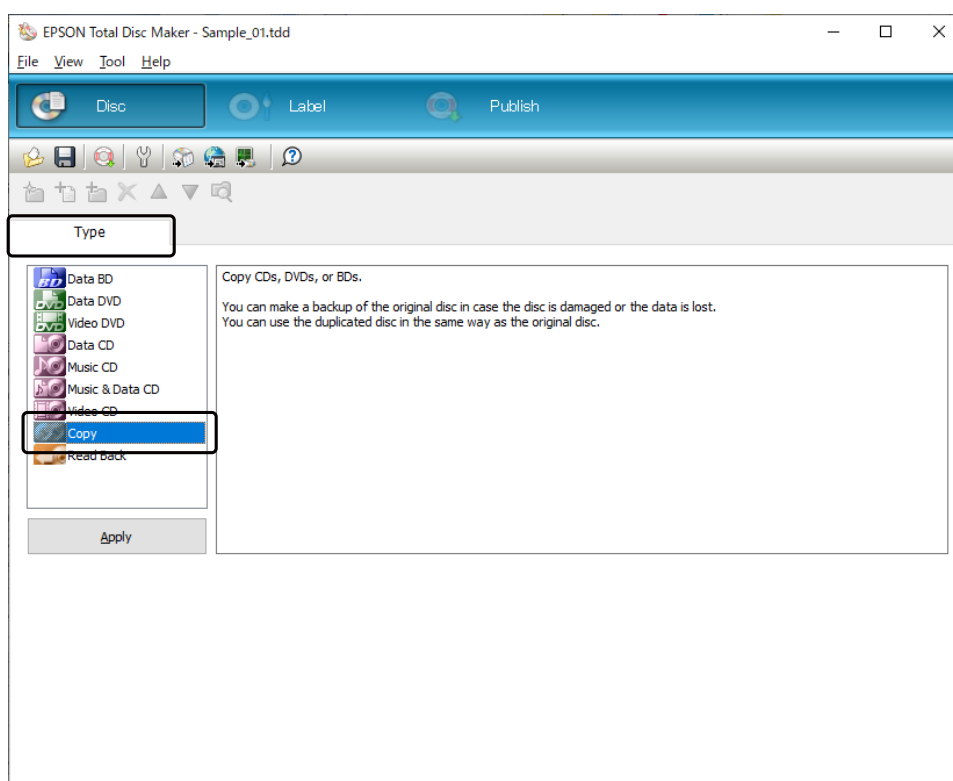 EPSON Total Disc Maker - Sample_01.tdd
File View Tool Help
Disc Label Publish
Type
Data BD
Data DVD
Video DVD
Data CD
Music CD
Music & Data CD
Video CD
Copy
Read Back
Apply
Copy CDs, DVDs, or BDs.
You can make a backup of the original disc in case the disc is damaged or the data is lost.
You can use the duplicated disc in the same way as the original disc.